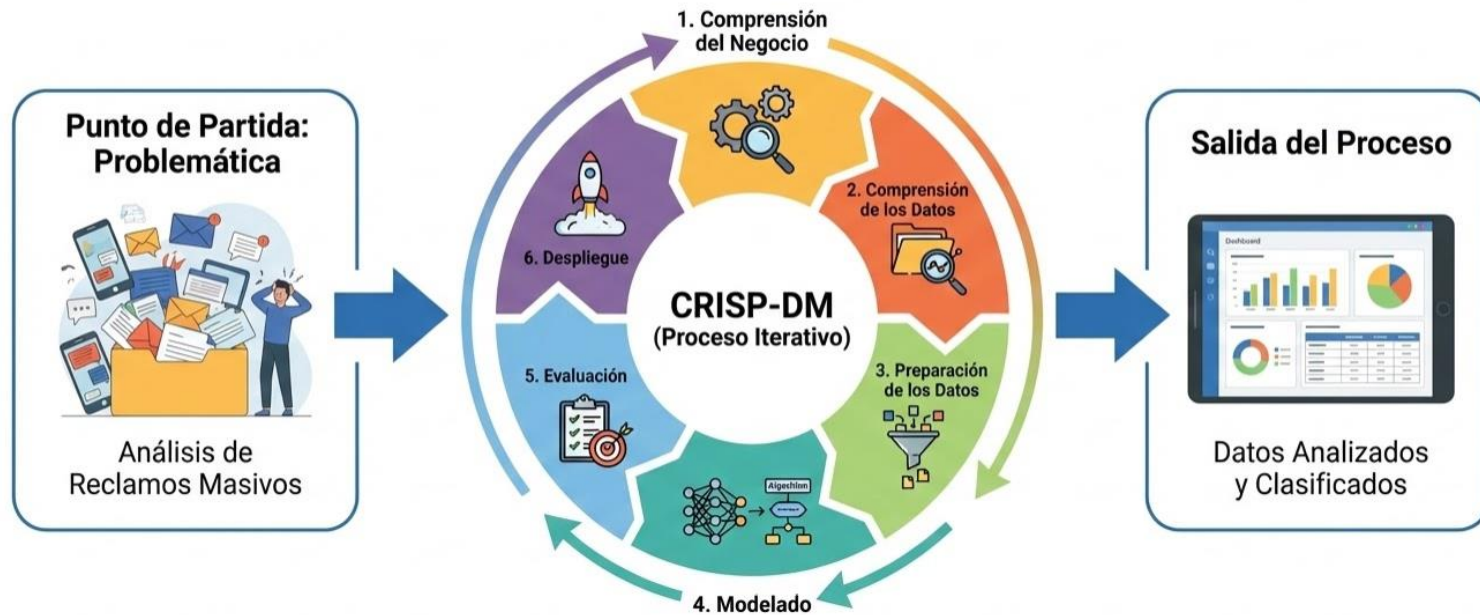 Punto de Partida:
Problemática
Análisis de
Reclamos Masivos
1. Comprensión
del Negocio
2. Comprensión
de los Datos
3. Preparación
de los Datos
4. Modelado
5. Evaluación
6. Despliegue
CRISP-DM
(Proceso Iterativo)
Salida del Proceso
Dashboard
Datos Analizados
y Clasificados